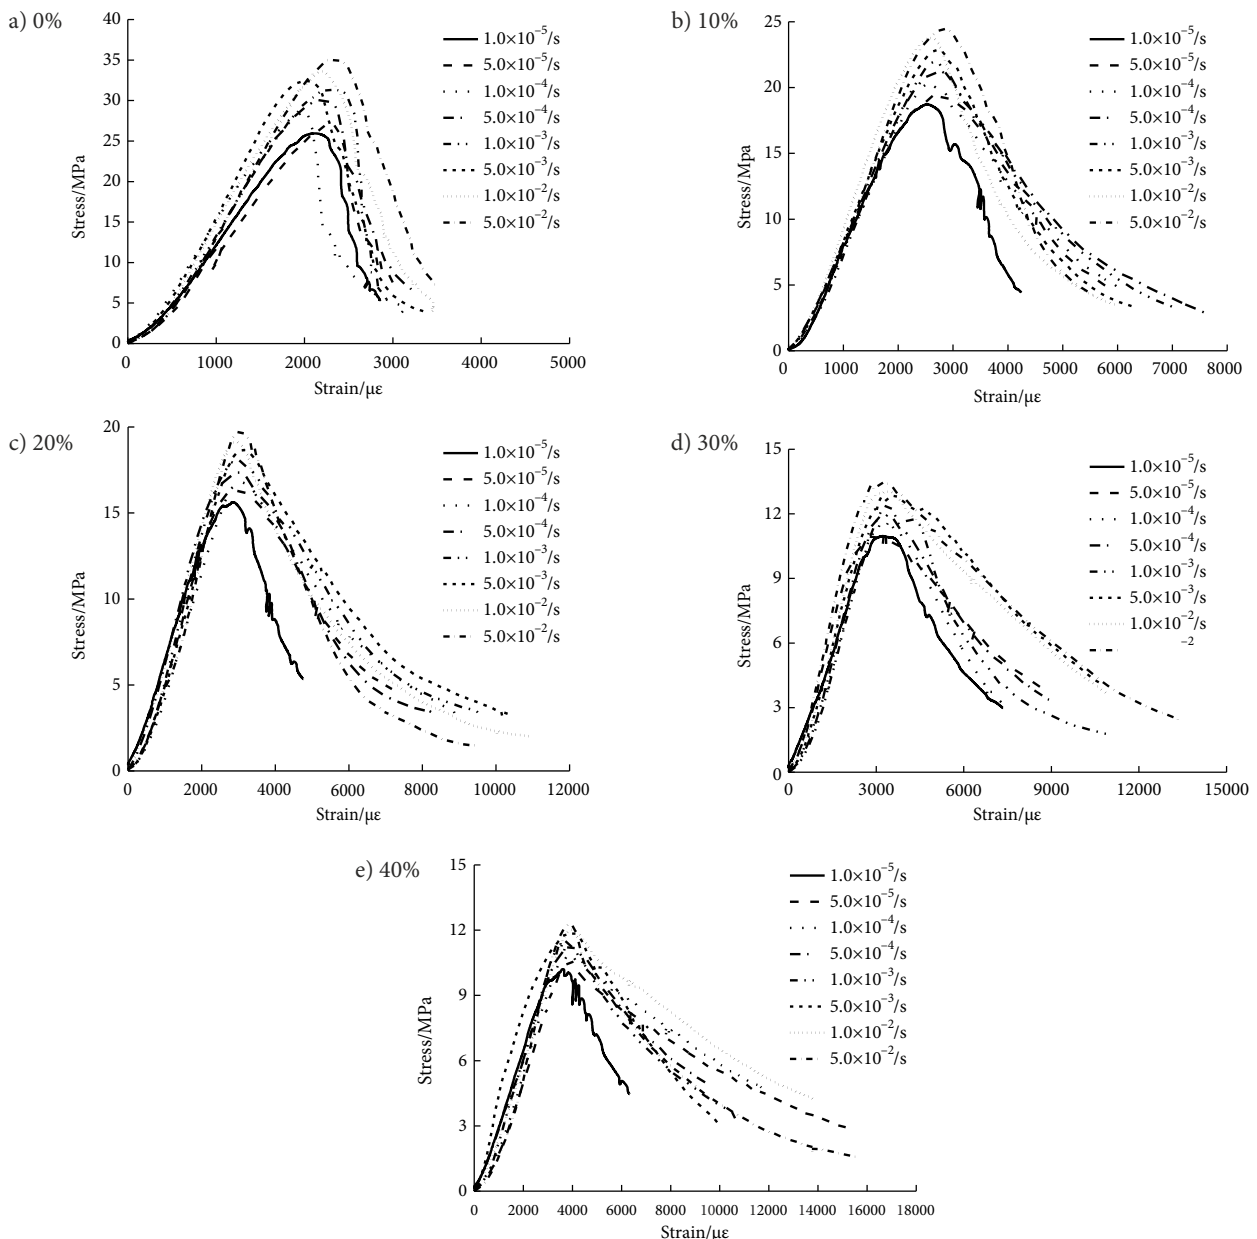 a) 0%
40
35
30
25
20
15
10
5
0
Stress/MPa
0 1000 2000 3000 4000 5000
Strain/με
1.0×10⁻⁵/s
5.0×10⁻⁵/s
1.0×10⁻⁴/s
5.0×10⁻⁴/s
1.0×10⁻³/s
5.0×10⁻³/s
1.0×10⁻²/s
5.0×10⁻²/s
b) 10%
25
20
15
10
5
0
Stress/Mpa
0 1000 2000 3000 4000 5000 6000 7000 8000
Strain/με
1.0×10⁻⁵/s
5.0×10⁻⁵/s
1.0×10⁻⁴/s
5.0×10⁻⁴/s
1.0×10⁻³/s
5.0×10⁻³/s
1.0×10⁻²/s
5.0×10⁻²/s
c) 20%
20
15
10
5
0
Stress/MPa
0 2000 4000 6000 8000 10000 12000
Strain/με
1.0×10⁻⁵/s
5.0×10⁻⁵/s
1.0×10⁻⁴/s
5.0×10⁻⁴/s
1.0×10⁻³/s
5.0×10⁻³/s
1.0×10⁻²/s
5.0×10⁻²/s
d) 30%
15
12
9
6
3
0
Stress/MPa
0 3000 6000 9000 12000 15000
Strain/με
1.0×10⁻⁵/s
5.0×10⁻⁵/s
1.0×10⁻⁴/s
5.0×10⁻⁴/s
1.0×10⁻³/s
5.0×10⁻³/s
1.0×10⁻²/s
⁻²
e) 40%
15
12
9
6
3
0
Stress/MPa
0 2000 4000 6000 8000 10000 12000 14000 16000 18000
Strain/με
1.0×10⁻⁵/s
5.0×10⁻⁵/s
1.0×10⁻⁴/s
5.0×10⁻⁴/s
1.0×10⁻³/s
5.0×10⁻³/s
1.0×10⁻²/s
5.0×10⁻²/s